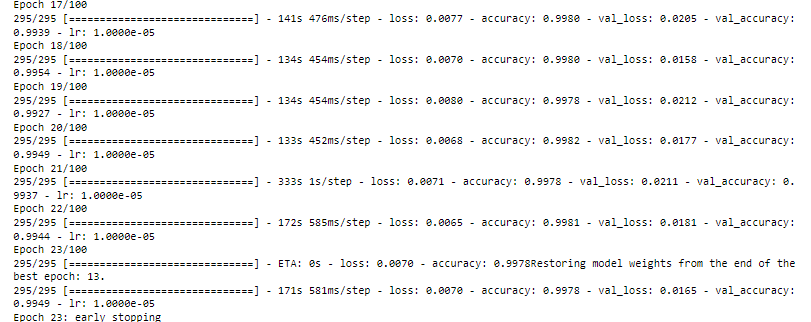 Epoch 17/100
295/295 [==============================] - 141s 476ms/step - loss: 0.0077 - accuracy: 0.9980 - val_loss: 0.0205 - val_accuracy:
0.9939 - lr: 1.0000e-05
Epoch 18/100
295/295 [==============================] - 134s 454ms/step - loss: 0.0070 - accuracy: 0.9980 - val_loss: 0.0158 - val_accuracy:
0.9954 - lr: 1.0000e-05
Epoch 19/100
295/295 [==============================] - 134s 454ms/step - loss: 0.0080 - accuracy: 0.9978 - val_loss: 0.0212 - val_accuracy:
0.9927 - lr: 1.0000e-05
Epoch 20/100
295/295 [==============================] - 133s 452ms/step - loss: 0.0068 - accuracy: 0.9982 - val_loss: 0.0177 - val_accuracy:
0.9949 - lr: 1.0000e-05
Epoch 21/100
295/295 [==============================] - 333s 1s/step - loss: 0.0071 - accuracy: 0.9978 - val_loss: 0.0211 - val_accuracy: 0.
9937 - lr: 1.0000e-05
Epoch 22/100
295/295 [==============================] - 172s 585ms/step - loss: 0.0065 - accuracy: 0.9981 - val_loss: 0.0181 - val_accuracy:
0.9944 - lr: 1.0000e-05
Epoch 23/100
295/295 [==============================] - ETA: 0s - loss: 0.0070 - accuracy: 0.9978Restoring model weights from the end of the
best epoch: 13.
295/295 [==============================] - 171s 581ms/step - loss: 0.0070 - accuracy: 0.9978 - val_loss: 0.0165 - val_accuracy:
0.9949 - lr: 1.0000e-05
Epoch 23: early stopping